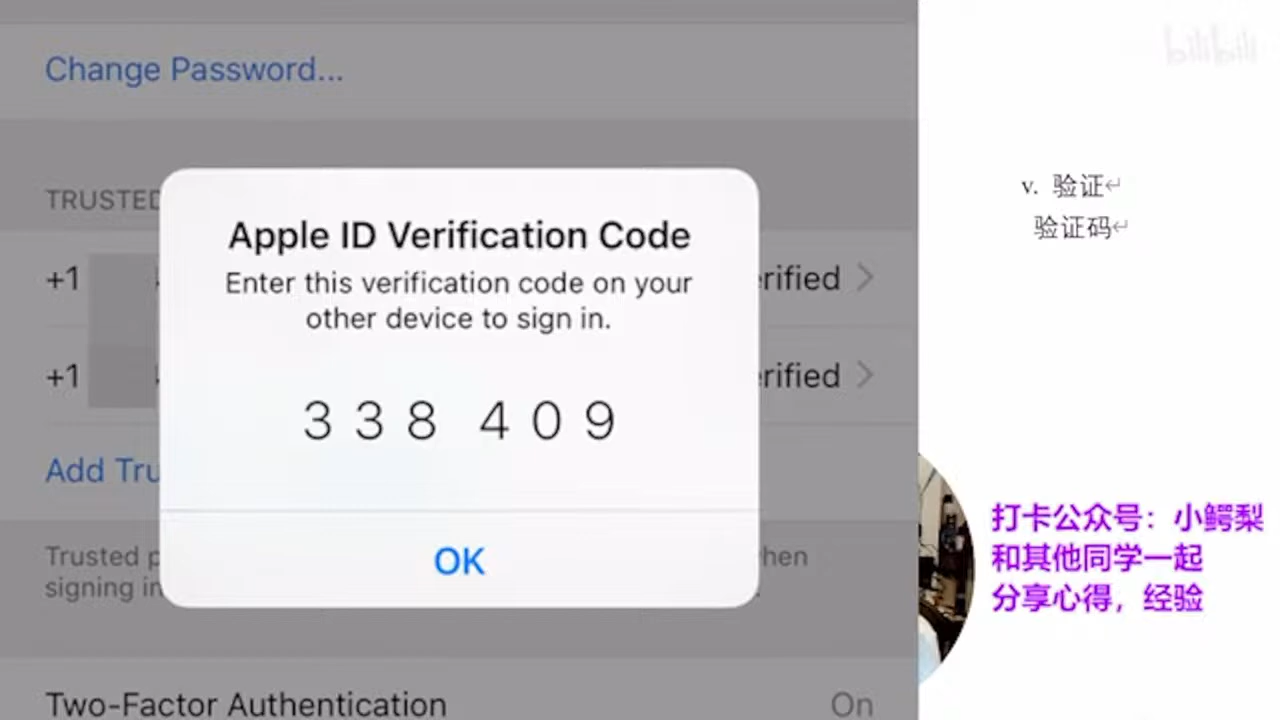 Change Password...
TRUSTED
Apple ID Verification Code
Enter this verification code on your
other device to sign in.
+1
erified
+1
erified
338 409
Add Tru
OK
Trusted p
when
signing in
Two-Factor Authentication
On
bilibili
v. 验证
验证码
打卡公众号：小鳄梨
和其他同学一起
分享心得，经验